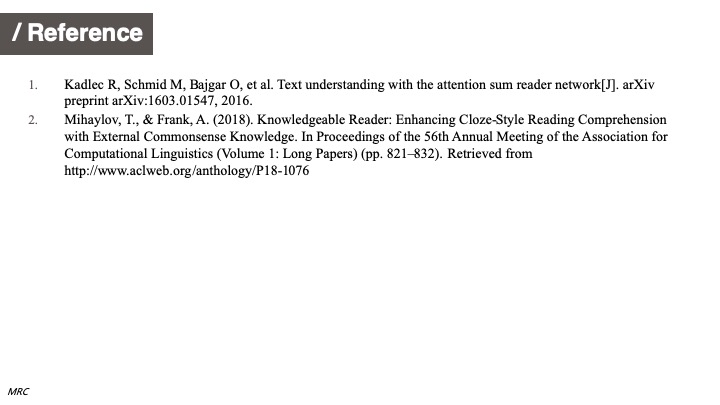 / Reference
1. Kadlec R, Schmid M, Bajgar O, et al. Text understanding with the attention sum reader network[J]. arXiv
preprint arXiv:1603.01547, 2016.
2. Mihaylov, T., & Frank, A. (2018). Knowledgeable Reader: Enhancing Cloze-Style Reading Comprehension
with External Commonsense Knowledge. In Proceedings of the 56th Annual Meeting of the Association for
Computational Linguistics (Volume 1: Long Papers) (pp. 821–832). Retrieved from
http://www.aclweb.org/anthology/P18-1076
MRC